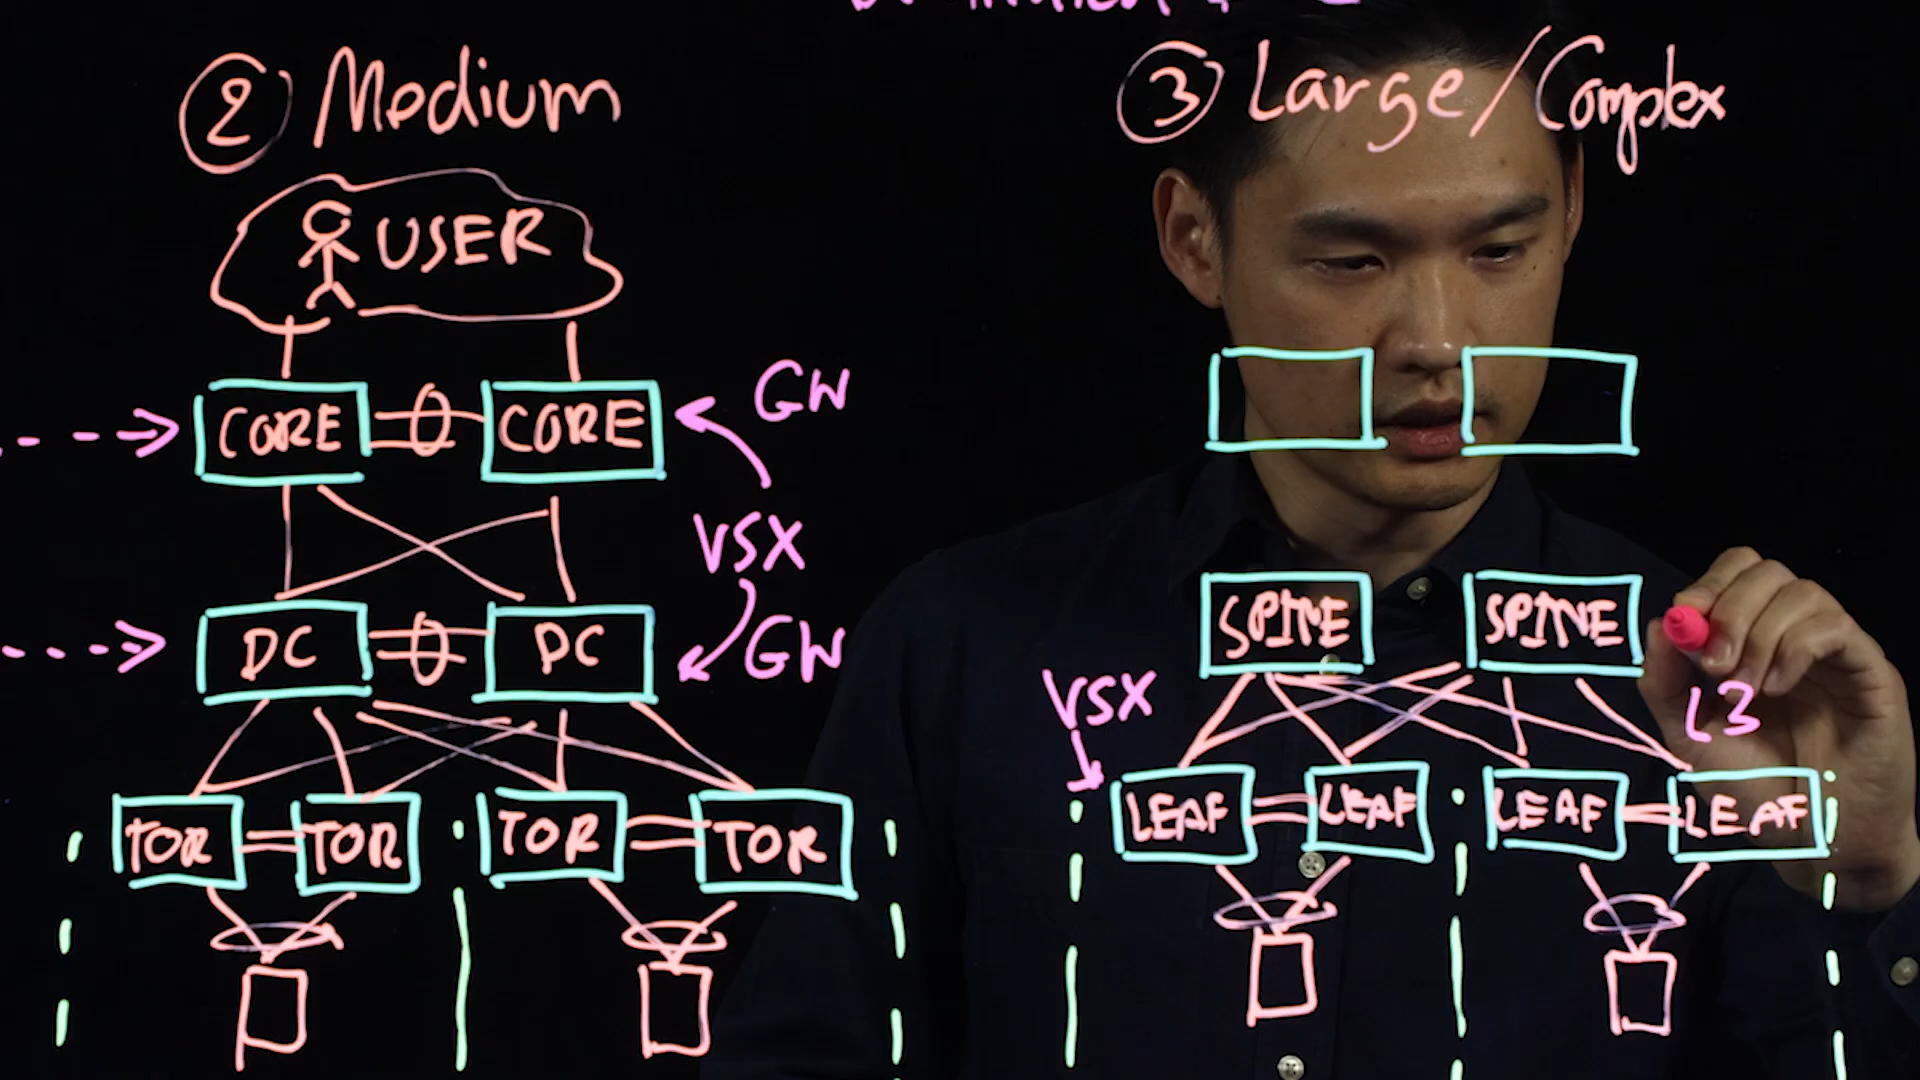 ② Medium
③ Large/Complex
USER
CORE CORE
GW
VSX
DC DC
GW
TOR TOR TOR TOR
SPINE SPINE
VSX
L3
LEAF LEAF LEAF LEAF